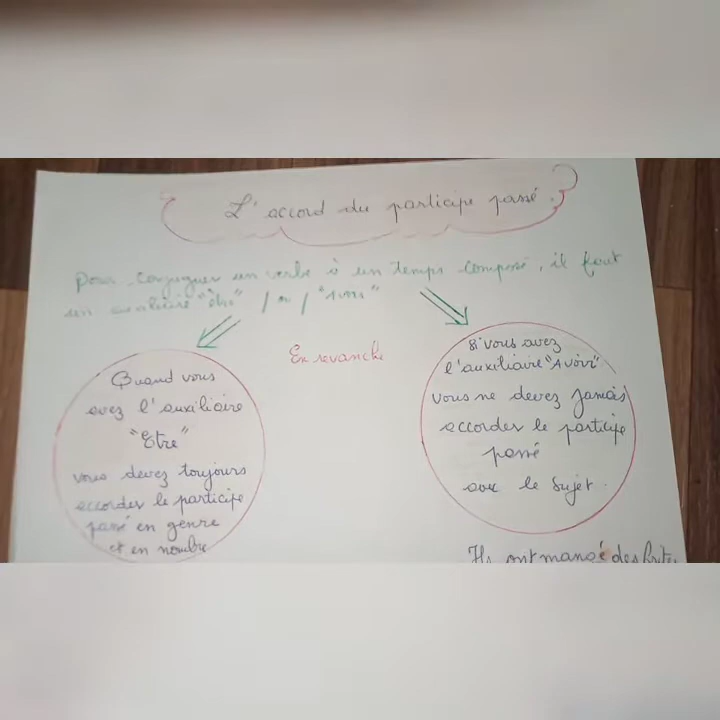 L'accord du participe passé.
Pour conjuguer un verbe à un temps composé, il faut
un auxiliaire "être" / ou / "Avoir"
En revanche
Quand vous
avez l'auxiliaire
"Etre"
vous devez toujours
accorder le participe
passé en genre
et en nombre
Si vous avez
l'auxiliaire "Avoir"
vous ne devez jamais
accorder le participe
passé
avec le sujet.
Ils ont mangé des